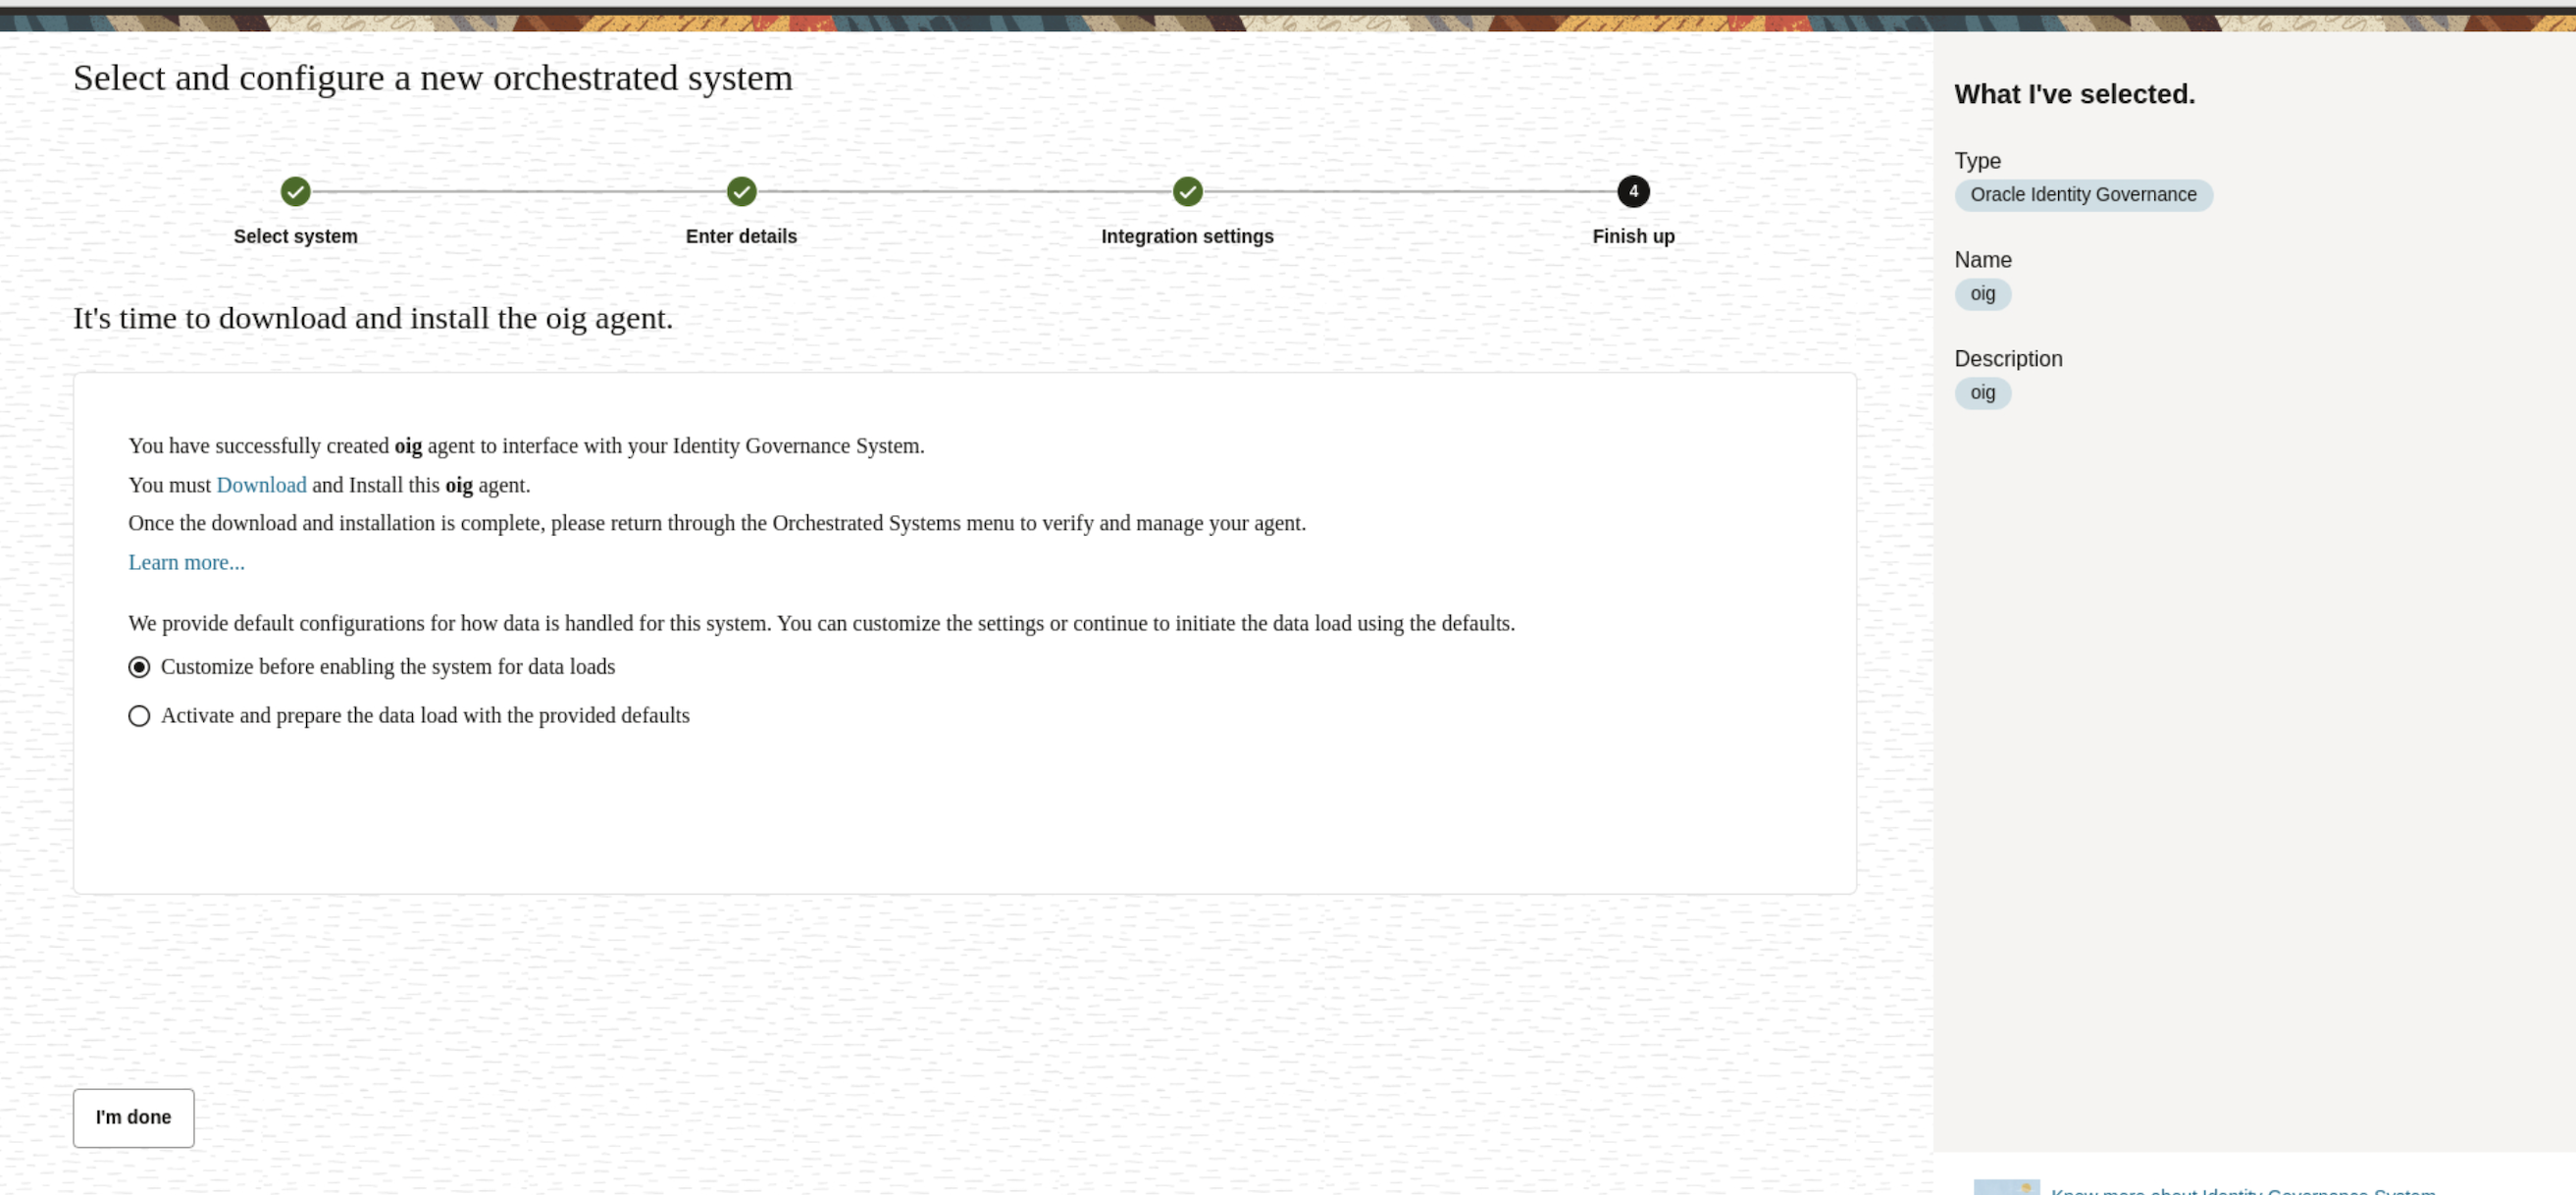 Select and configure a new orchestrated system
4
Select system
Enter details
Integration settings
Finish up
It's time to download and install the oig agent.
You have successfully created oig agent to interface with your Identity Governance System.
You must Download and Install this oig agent.
Once the download and installation is complete, please return through the Orchestrated Systems menu to verify and manage your agent.
Learn more...
We provide default configurations for how data is handled for this system. You can customize the settings or continue to initiate the data load using the defaults.
Customize before enabling the system for data loads
Activate and prepare the data load with the provided defaults
I'm done
What I've selected.
Type
Oracle Identity Governance
Name
oig
Description
oig
Know more about Identity Governance System